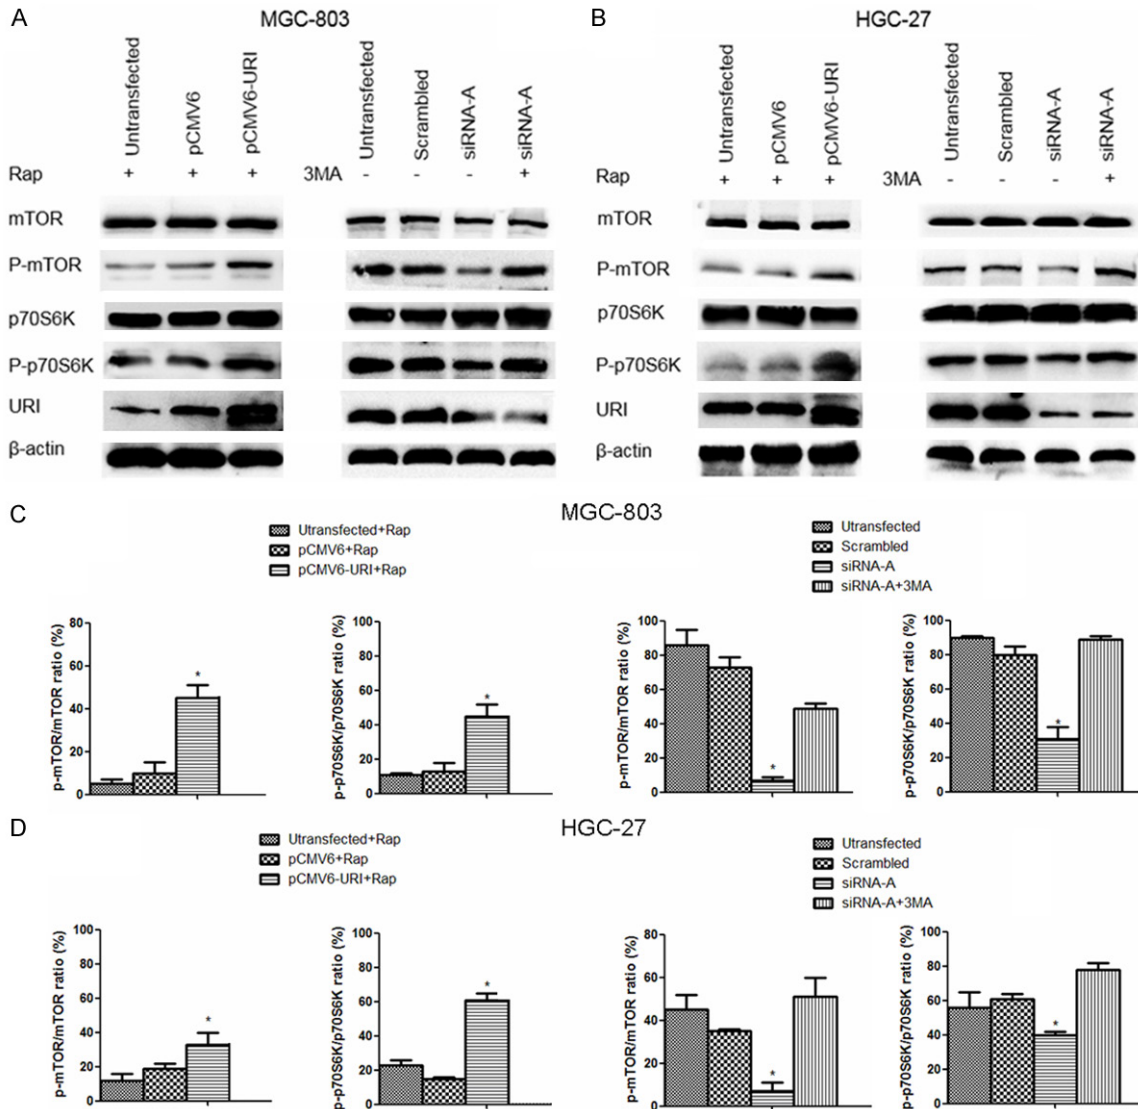 A
MGC-803
Untransfected
pCMV6
pCMV6-URI
Untransfected
Scrambled
siRNA-A
siRNA-A
Rap
+ + +
3MA
- - - +
mTOR
P-mTOR
p70S6K
P-p70S6K
URI
β-actin
B
HGC-27
Untransfected
pCMV6
pCMV6-URI
Untransfected
Scrambled
siRNA-A
siRNA-A
Rap
+ + +
3MA
- - - +
mTOR
P-mTOR
p70S6K
P-p70S6K
URI
β-actin
C
MGC-803
Utransfected+Rap
pCMV6+Rap
pCMV6-URI+Rap
Utransfected
Scrambled
siRNA-A
siRNA-A+3MA
p-mTOR/mTOR ratio (%)
80
60
40
20
0
*
p-p70S6K/p70S6K ratio (%)
100
80
60
40
20
0
*
p-mTOR/mTOR ratio (%)
100
80
60
40
20
0
*
p-p70S6K/p70S6K ratio (%)
100
80
60
40
20
0
*
D
HGC-27
Utransfected+Rap
pCMV6+Rap
pCMV6-URI+Rap
Utransfected
Scrambled
siRNA-A
siRNA-A+3MA
p-mTOR/mTOR ratio (%)
100
80
60
40
20
0
*
p-p70S6K/p70S6K ratio (%)
100
80
60
40
20
0
*
p-mTOR/mTOR ratio (%)
80
60
40
20
0
*
p-p70S6K/p70S6K ratio (%)
100
80
60
40
20
0
*